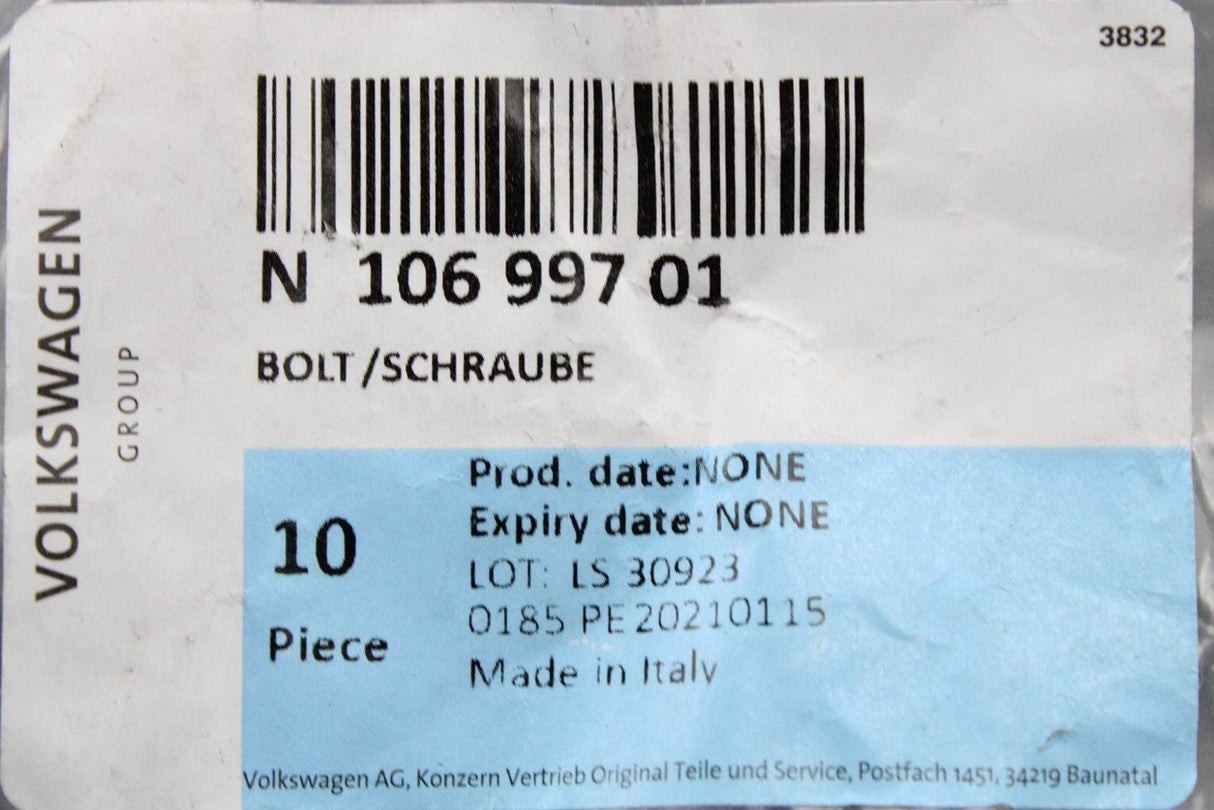 3832
VOLKSWAGEN
GROUP
N 106 997 01
BOLT/SCHRAUBE
10
Piece
Prod. date:NONE
Expiry date: NONE
LOT: LS 30923
0185 PE20210115
Made in Italy
Volkswagen AG, Konzern Vertrieb Original Teile und Service, Postfach 1451, 34219 Baunatal